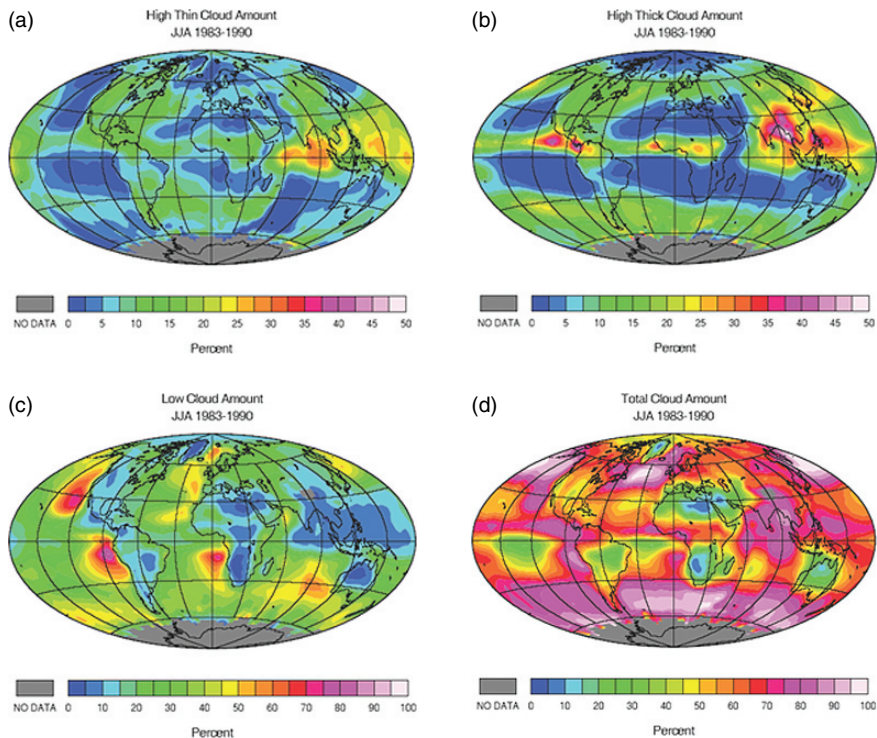 (a)
High Thin Cloud Amount
JJA 1983-1990
NO DATA
0 5 10 15 20 25 30 35 40 45 50
Percent
(b)
High Thick Cloud Amount
JJA 1983-1990
NO DATA
0 5 10 15 20 25 30 35 40 45 50
Percent
(c)
Low Cloud Amount
JJA 1983-1990
NO DATA
0 10 20 30 40 50 60 70 80 90 100
Percent
(d)
Total Cloud Amount
JJA 1983-1990
NO DATA
0 10 20 30 40 50 60 70 80 90 100
Percent